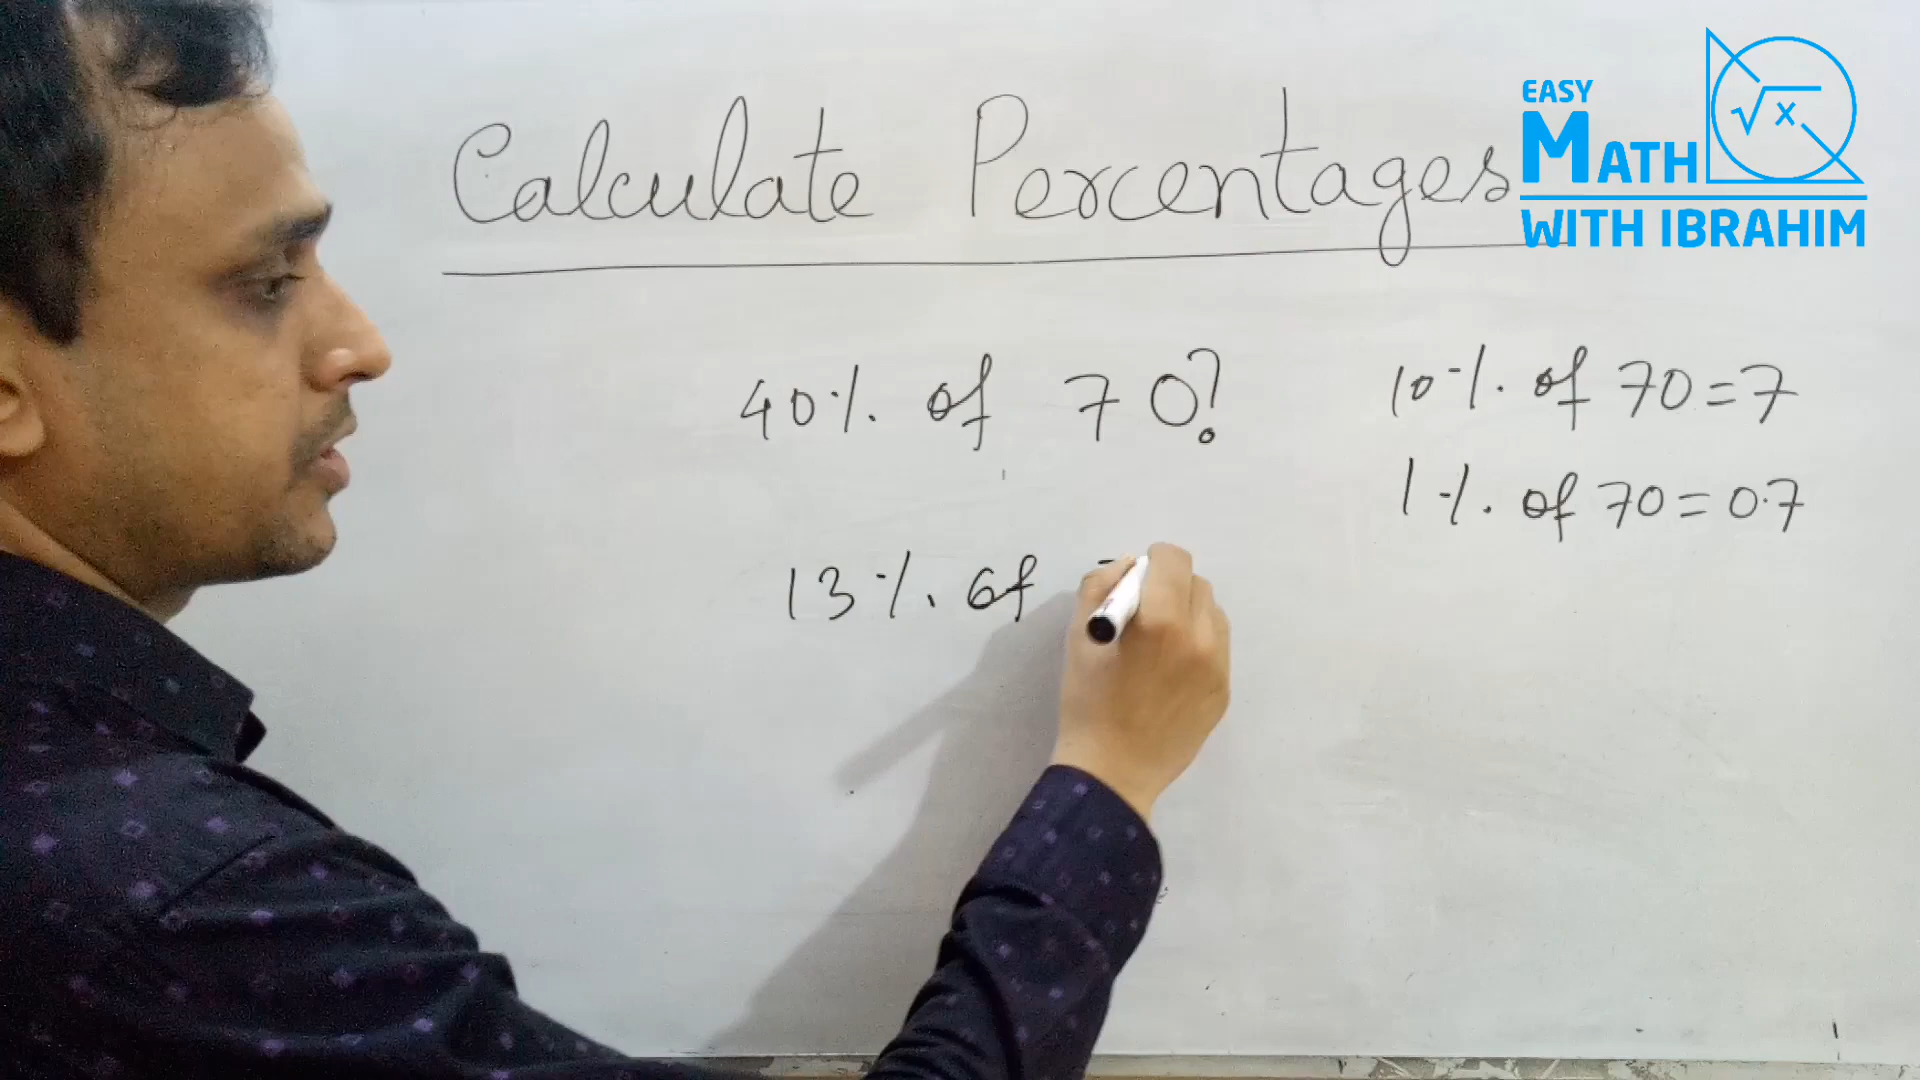 Calculate Percentages
EASY
MATH
√x
WITH IBRAHIM
40% of 70?
10% of 70=7
1% of 70=0.7
13% of